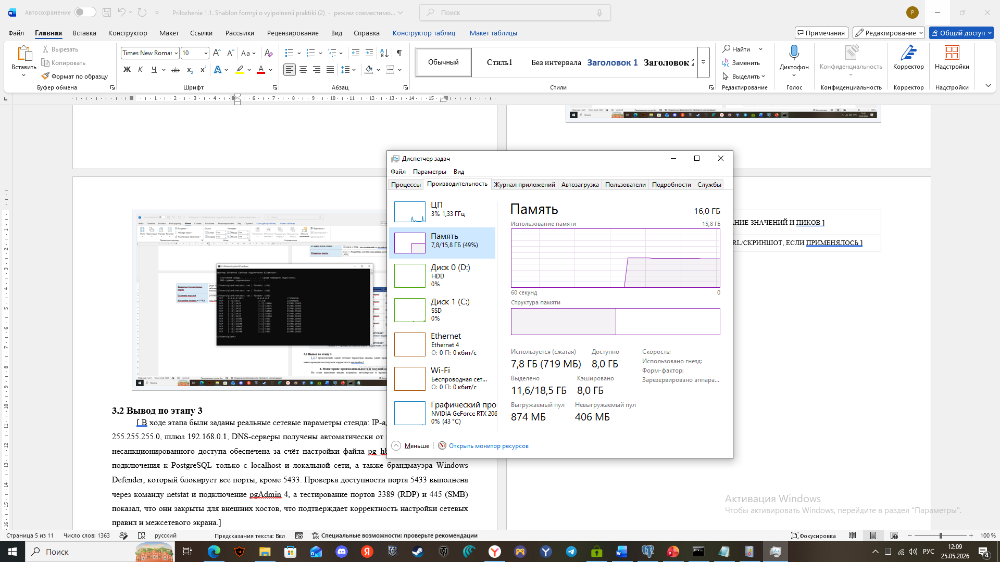 Автосохранение
Prilozhenie 1.1. Shablon formyi o vyipolnenii praktiki (2) - режим совместимо...
Поиск
P
Файл Главная Вставка Конструктор Макет Ссылки Рассылки Рецензирование Вид Справка Конструктор таблиц Макет таблицы
Примечания Редактирование Общий доступ
Вставить
Вырезать
Копировать
Формат по образцу
Буфер обмена
Times New Roman 10
Шрифт
Абзац
Обычный Стиль1 Без интервала Заголовок 1 Заголовок 2
Стили
Найти
Заменить
Выделить
Редактирование
Диктофон
Голос
Конфиденциальность
Конфиденциальность
Корректор
Корректор
Надстройки
Надстройки
Диспетчер задач
Файл Параметры Вид
Процессы Производительность Журнал приложений Автозагрузка Пользователи Подробности Службы
ЦП
3% 1,33 ГГц
Память
7,8/15,8 ГБ (49%)
Диск 0 (D:)
HDD
0%
Диск 1 (C:)
SSD
0%
Ethernet
Ethernet 4
О: 0 П: 0 кбит/с
Wi-Fi
Беспроводная сет...
О: 0 П: 0 кбит/с
Графический про
NVIDIA GeForce RTX 206
0% (43 °C)
Память 16,0 ГБ
Использование памяти 15,8 ГБ
60 секунд 0
Структура памяти
Используется (сжатая) Доступно
7,8 ГБ (719 МБ) 8,0 ГБ
Выделено Кэшировано
11,6/18,5 ГБ 8,0 ГБ
Выгружаемый пул Невыгружаемый пул
874 МБ 406 МБ
Скорость:
Использовано гнезд:
Форм-фактор:
Зарезервировано аппара...
Меньше Открыть монитор ресурсов
АНИЕ ЗНАЧЕНИЙ И ПИКОВ ]
RL/СКРИНШОТ, ЕСЛИ ПРИМЕНЯЛОСЬ ]
3.2 Вывод по этапу 3
4. Мониторинг производительности и текущий
3.2 Вывод по этапу 3
[ В ходе этапа были заданы реальные сетевые параметры стенда: IP-ад
255.255.255.0, шлюз 192.168.0.1, DNS-серверы получены автоматически от
несанкционированного доступа обеспечена за счёт настройки файла pg_hb
подключения к PostgreSQL только с localhost и локальной сети, а также брандмауэра Windows
Defender, который блокирует все порты, кроме 5433. Проверка доступности порта 5433 выполнена
через команду netstat и подключение pgAdmin 4, а тестирование портов 3389 (RDP) и 445 (SMB)
показал, что они закрыты для внешних хостов, что подтверждает корректность настройки сетевых
правил и межсетевого экрана.]
Активация Windows
Чтобы активировать Windows, перейдите в раздел "Параметры".
Страница 5 из 11 Число слов: 1363 русский Предсказания текста: Вкл Специальные возможности: проверьте рекомендации Фокусировка 100 %
Поиск
РУС
12:09
25.05.2026
4